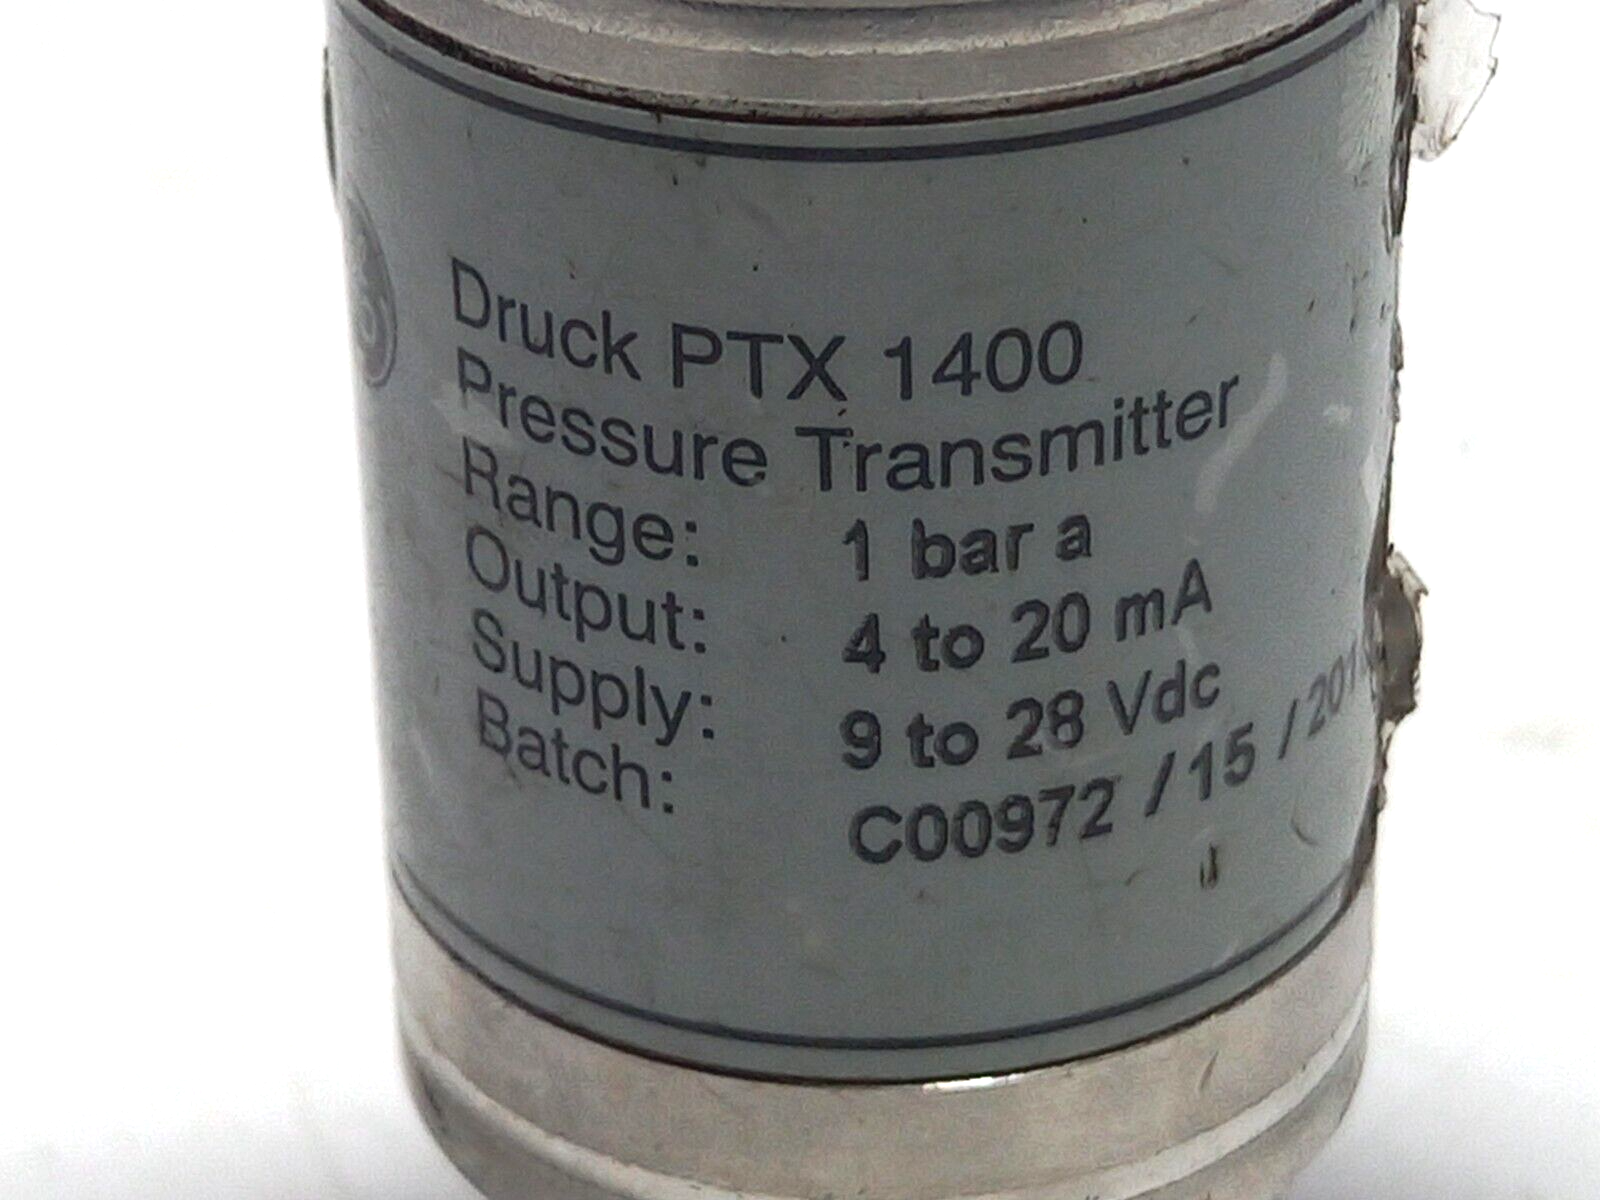 Druck PTX 1400
Pressure Transmitter
Range: 1 bar a
Output: 4 to 20 mA
Supply: 9 to 28 Vdc
Batch: C00972 / 15 /